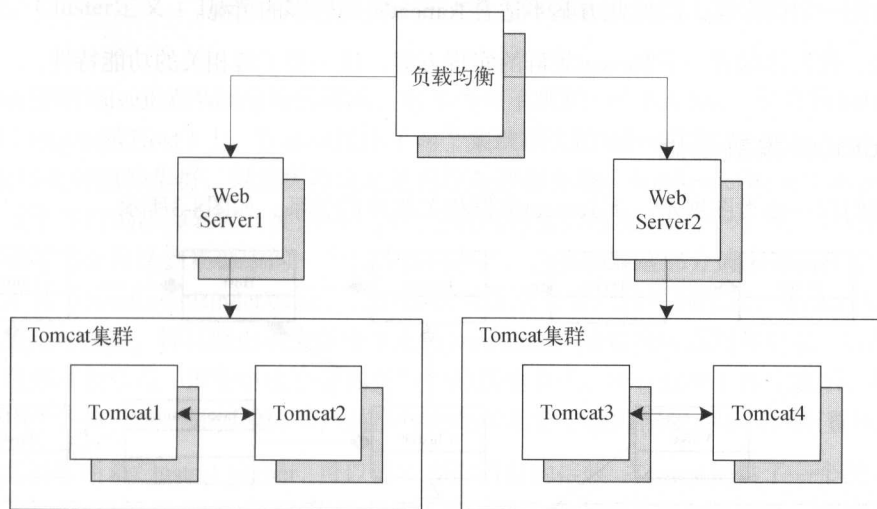 负载均衡
Web
Server1
Web
Server2
Tomcat集群
Tomcat1
Tomcat2
Tomcat集群
Tomcat3
Tomcat4